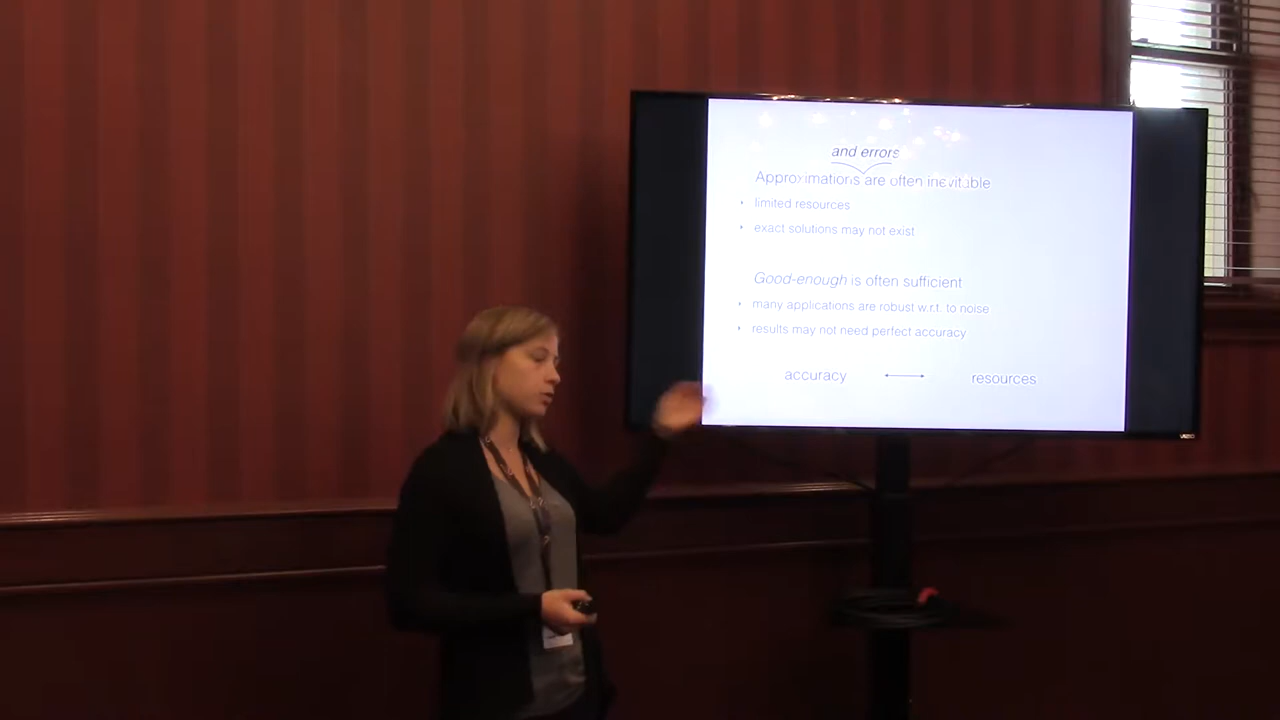 and errors
Approximations are often inevitable
• limited resources
• exact solutions may not exist
Good-enough is often sufficient
• many applications are robust w.r.t. to noise
• results may not need perfect accuracy
accuracy ⟷ resources
VIZIO